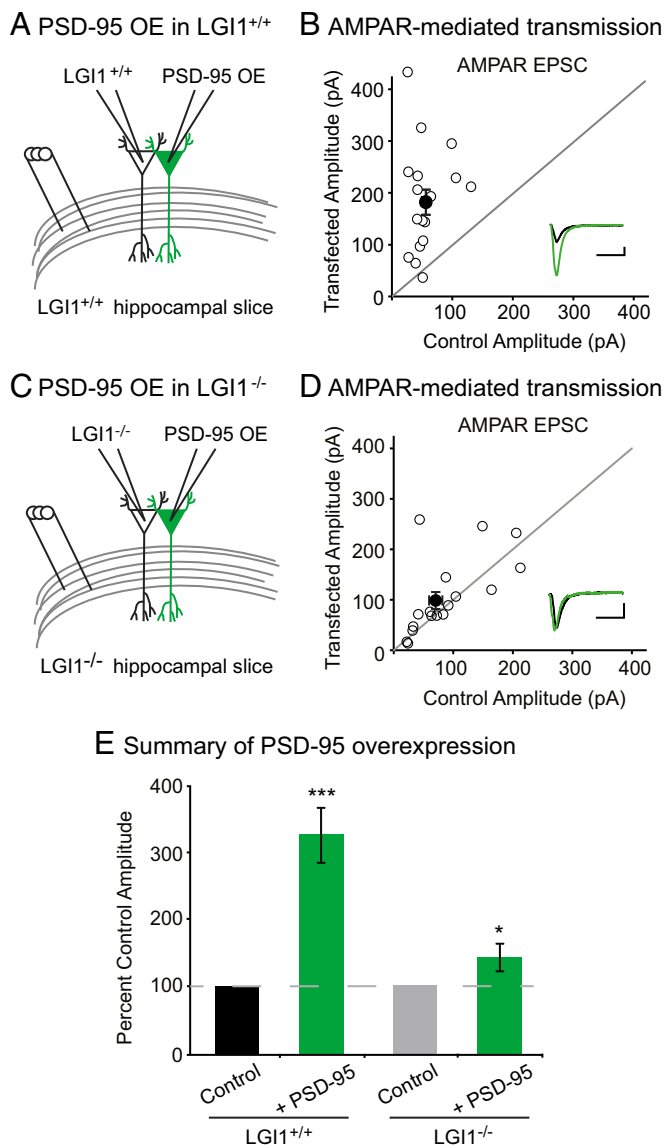 A PSD-95 OE in LGI1+/+
LGI1+/+ PSD-95 OE
LGI1+/+ hippocampal slice
B AMPAR-mediated transmission
AMPAR EPSC
Transfected Amplitude (pA)
400
300
200
100
0
0 100 200 300 400
Control Amplitude (pA)
C PSD-95 OE in LGI1-/-
LGI1-/- PSD-95 OE
LGI1-/- hippocampal slice
D AMPAR-mediated transmission
AMPAR EPSC
Transfected Amplitude (pA)
400
300
200
100
0
0 100 200 300 400
Control Amplitude (pA)
E Summary of PSD-95 overexpression
Percent Control Amplitude
400
300
200
100
0
***
*
Control + PSD-95 Control + PSD-95
LGI1+/+ LGI1-/-